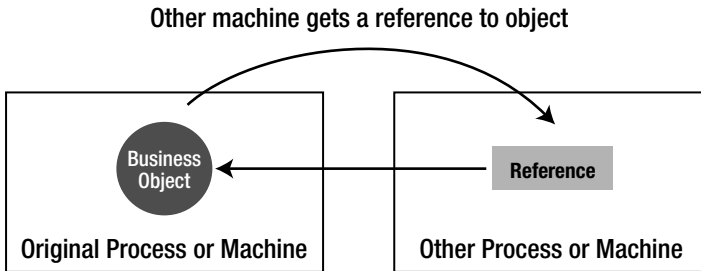 Other machine gets a reference to object
Business
Object
Reference
Original Process or Machine
Other Process or Machine